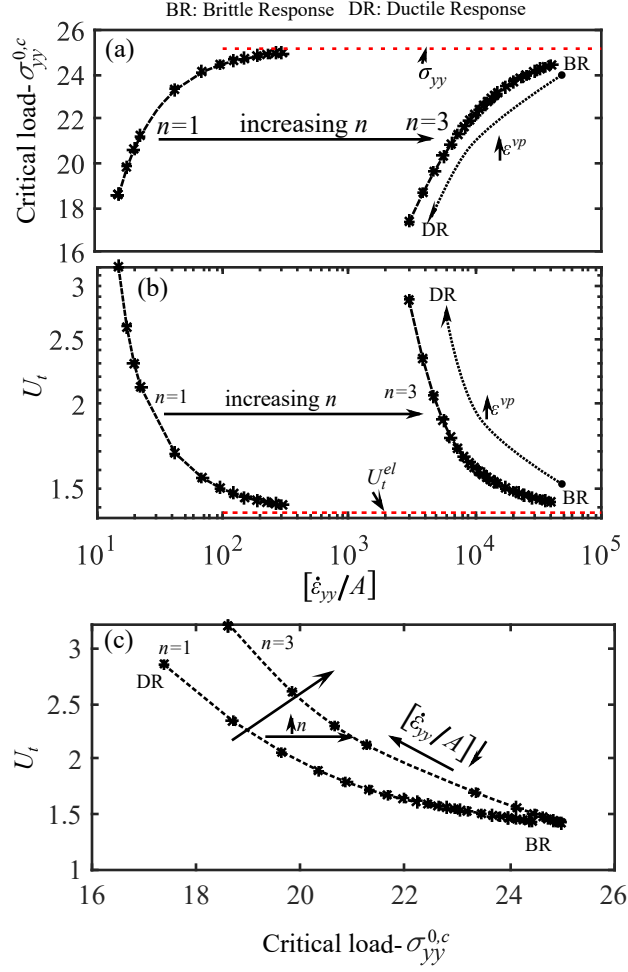 BR: Brittle Response DR: Ductile Response
Critical load- σ_yy^{0,c}
26
25
24
22
20
18
16
(a)
σ_yy
BR
n=1 increasing n n=3
ε^{vp}
DR
U_t
3
2.5
2
1.5
(b)
DR
n=1 increasing n n=3
ε^{vp}
U_t^{el}
BR
10^1 10^2 10^3 10^4 10^5
[ε̇_yy/A]
U_t
3
2.5
2
1.5
1
(c)
n=1
n=3
DR
n
[ε̇_yy/A]
BR
16 18 20 22 24 26
Critical load- σ_yy^{0,c}